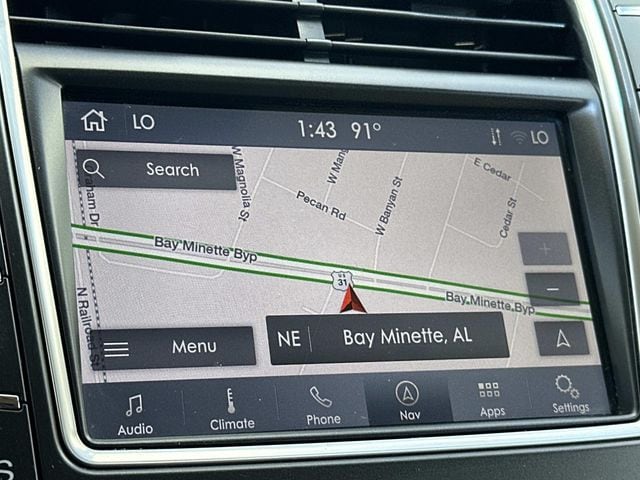 LO
1:43 91°
LO
Search
W Magnolia St
Pecan Rd
W Banyan St
E Cedar
Cedar St
Bay Minette Byp
31
Bay Minette Byp
N Railroad St
Menu
NE
Bay Minette, AL
Audio
Climate
Phone
Nav
Apps
Settings